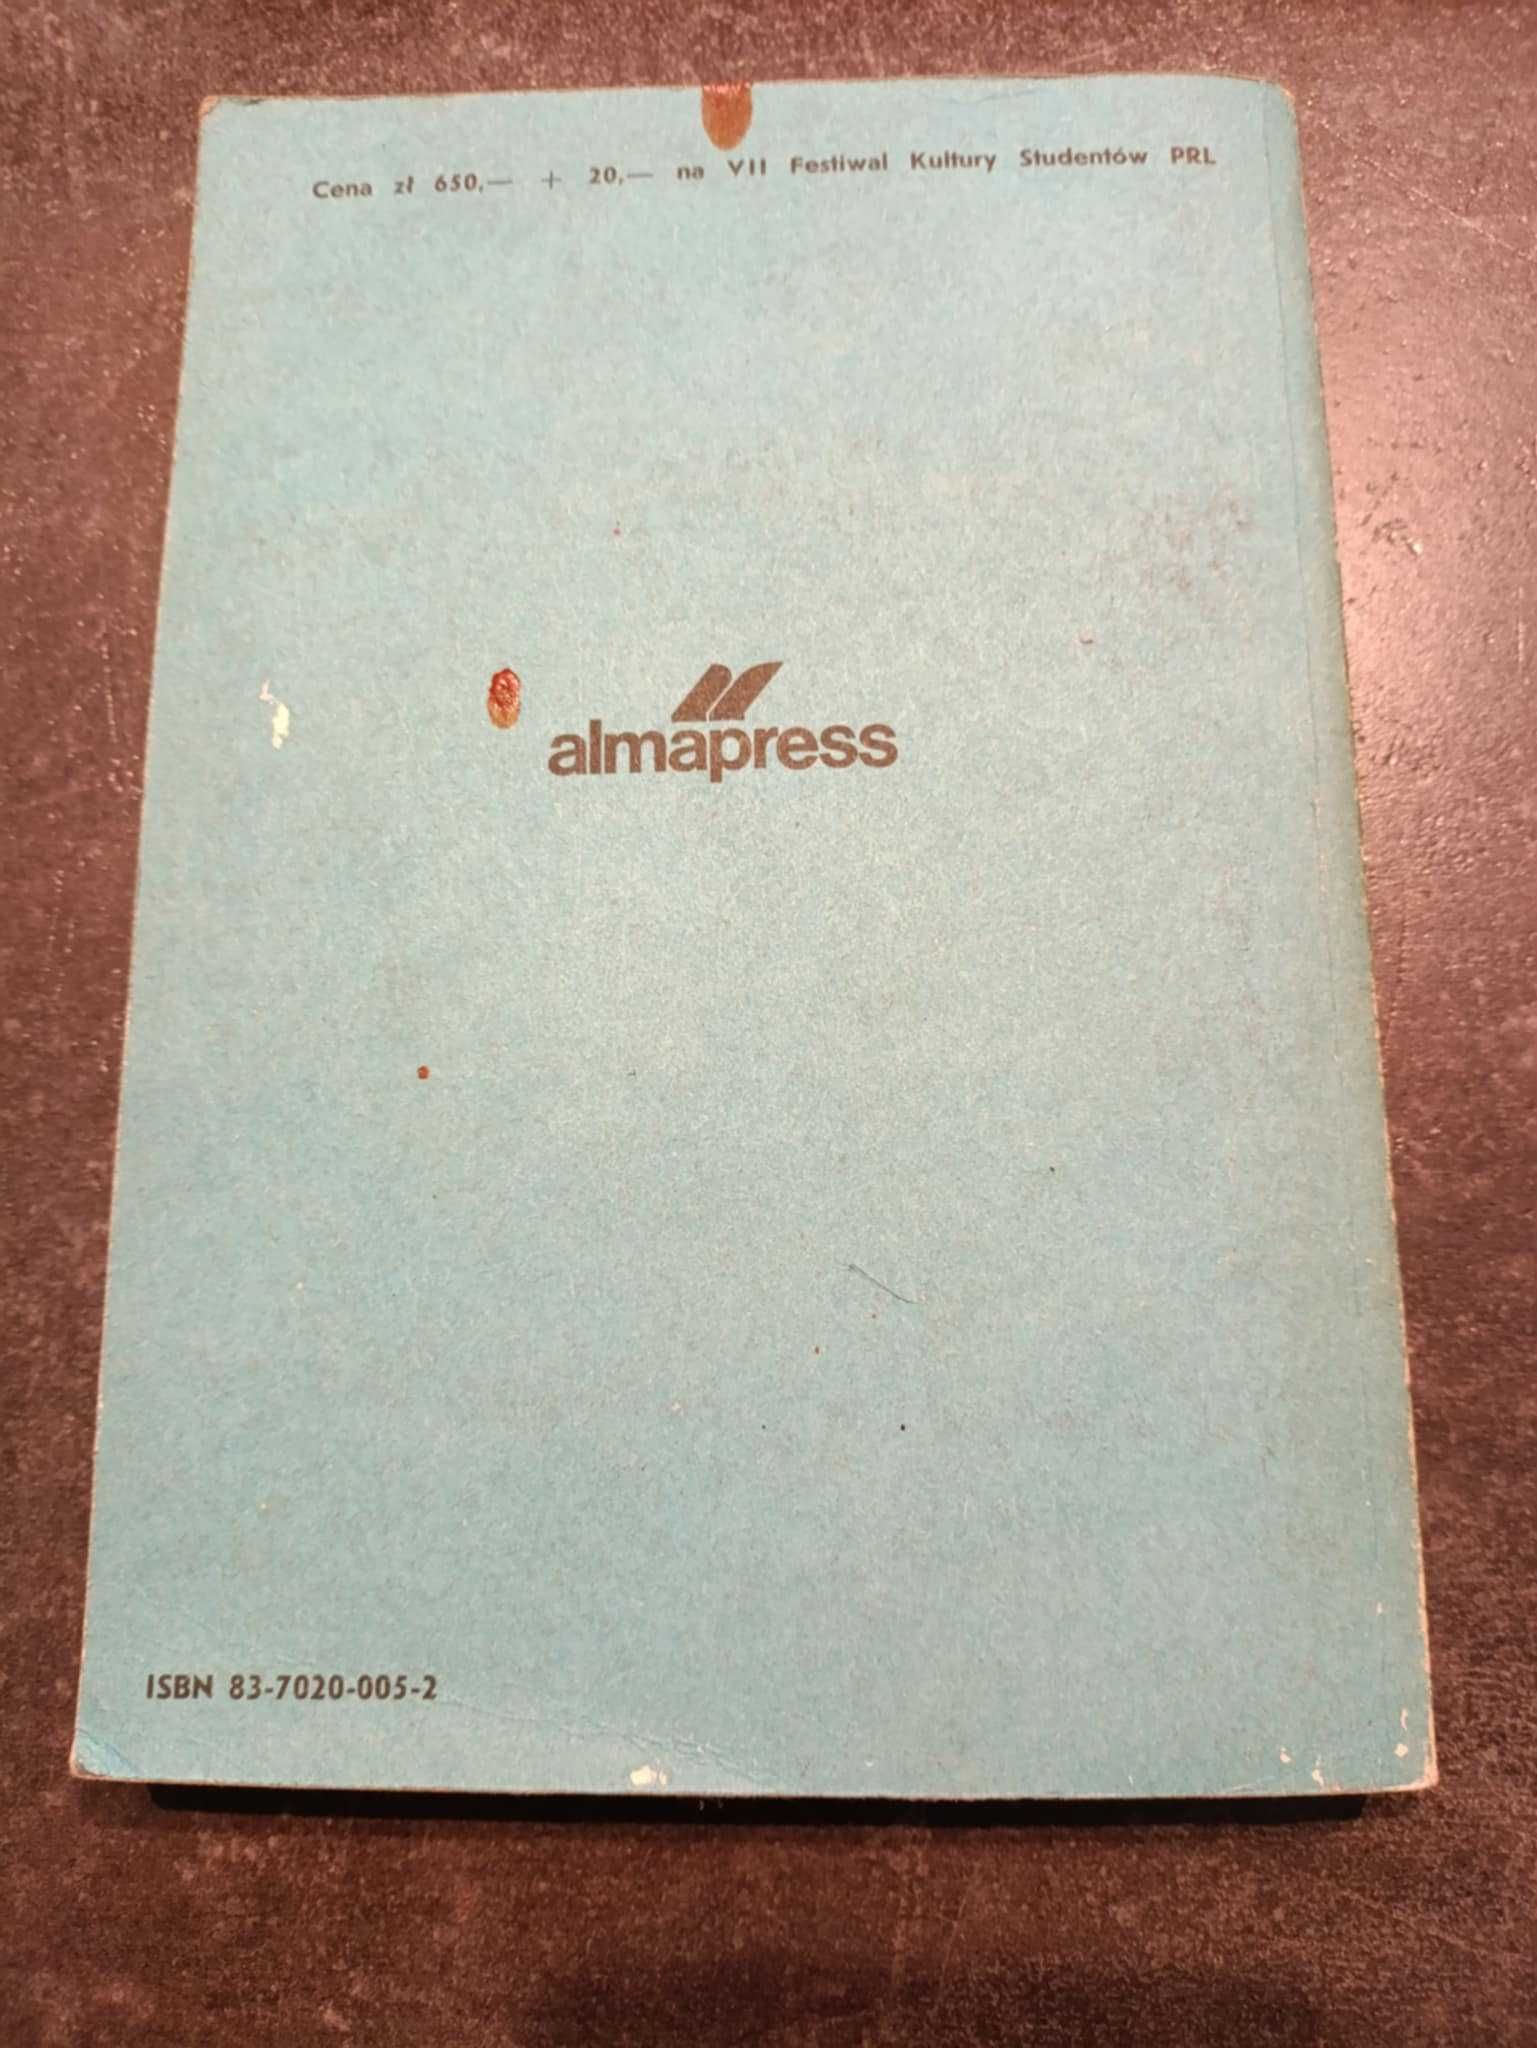 Cena zł 650,— + 20,— na VII Festiwal Kultury Studentów PRL
almapress
ISBN 83-7020-005-2